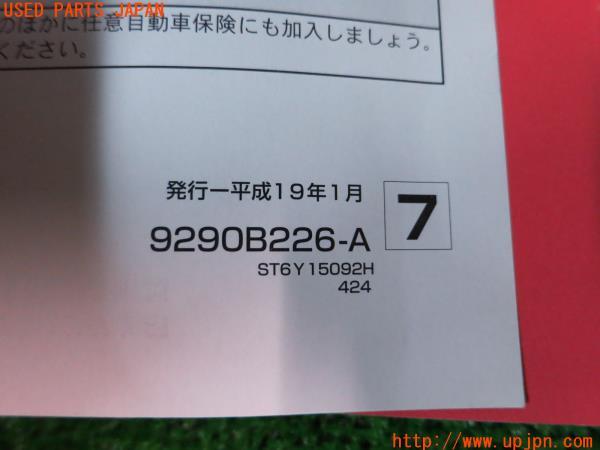 USED PARTS JAPAN
のほかに任意自動車保険にも加入しましょう。
ください。
発行ー平成19年1月
7
9290B226-A
ST6Y15092H
424
http://www.upjpn.com/